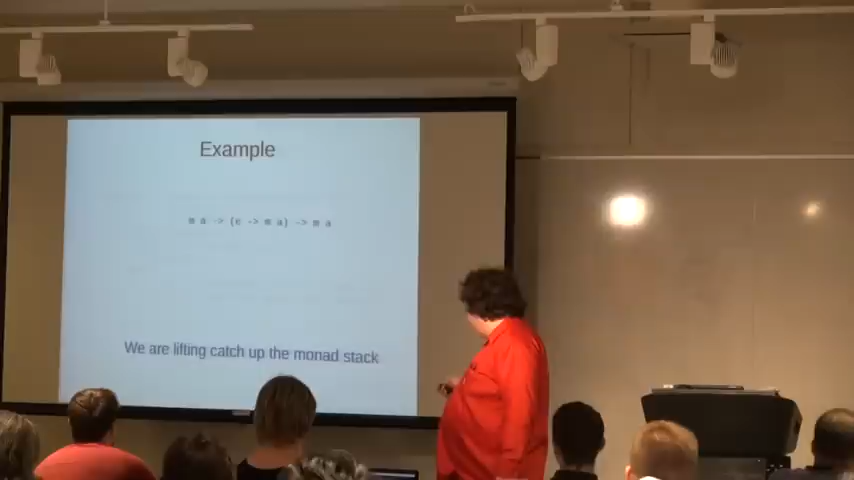 Example
m a -> (e -> m a) -> m a
We are lifting catch up the monad stack